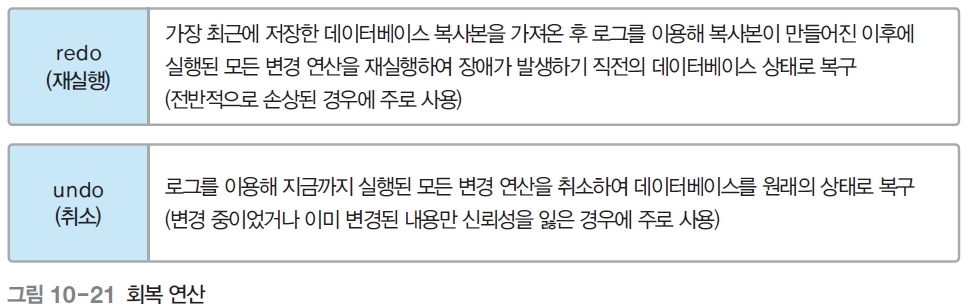 redo
(재실행)
가장 최근에 저장한 데이터베이스 복사본을 가져온 후 로그를 이용해 복사본이 만들어진 이후에
실행된 모든 변경 연산을 재실행하여 장애가 발생하기 직전의 데이터베이스 상태로 복구
(전반적으로 손상된 경우에 주로 사용)
undo
(취소)
로그를 이용해 지금까지 실행된 모든 변경 연산을 취소하여 데이터베이스를 원래의 상태로 복구
(변경 중이었거나 이미 변경된 내용만 신뢰성을 잃은 경우에 주로 사용)
그림 10-21 회복 연산